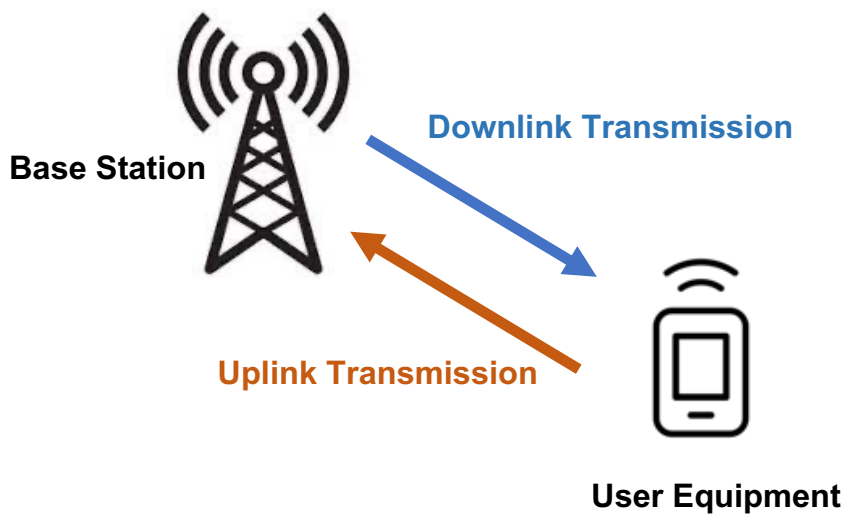 Downlink Transmission
Base Station
Uplink Transmission
User Equipment